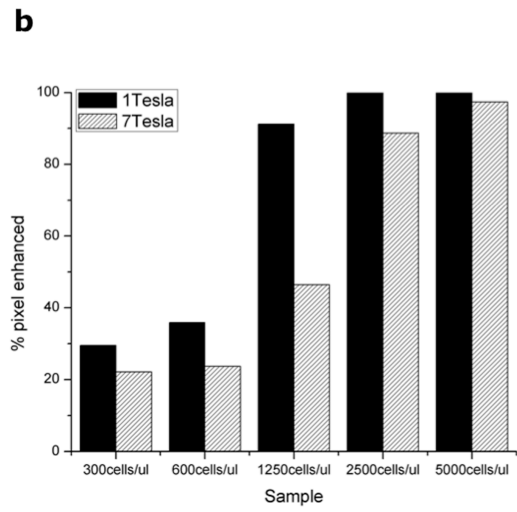 b
1Tesla
7Tesla
100
80
60
40
20
0
% pixel enhanced
300cells/ul 600cells/ul 1250cells/ul 2500cells/ul 5000cells/ul
Sample